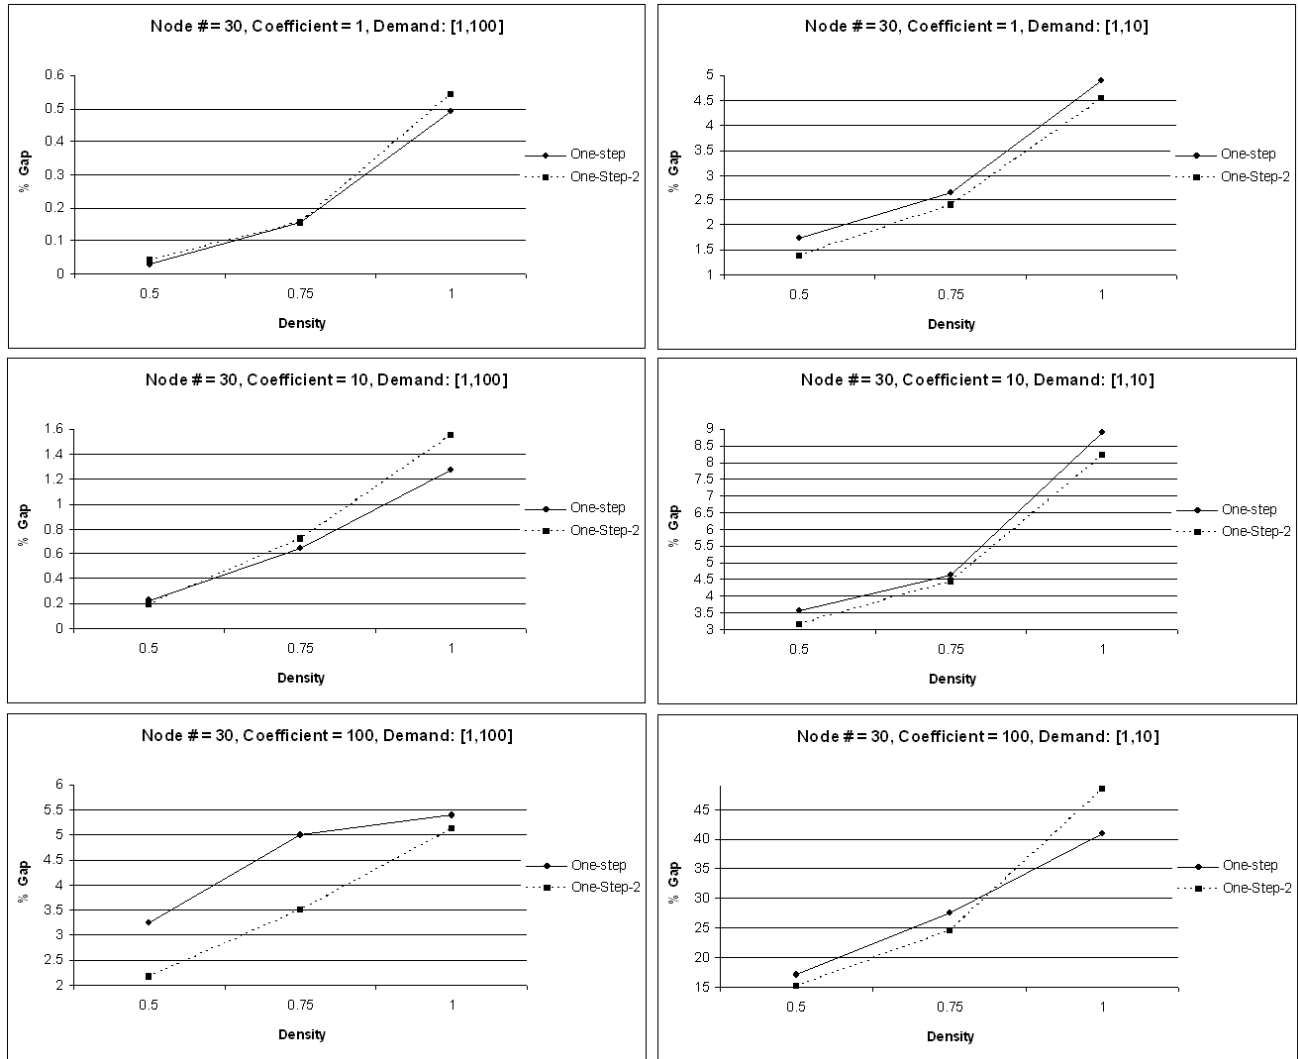 Node # = 30, Coefficient = 1, Demand: [1,100]
0.6
0.5
0.4
0.3
0.2
0.1
0
% Gap
0.5 0.75 1
Density
One-step
One-Step-2
Node # = 30, Coefficient = 1, Demand: [1,10]
5
4.5
4
3.5
3
2.5
2
1.5
1
% Gap
0.5 0.75 1
Density
One-step
One-Step-2
Node # = 30, Coefficient = 10, Demand: [1,100]
1.6
1.4
1.2
1
0.8
0.6
0.4
0.2
0
% Gap
0.5 0.75 1
Density
One-step
One-Step-2
Node # = 30, Coefficient = 10, Demand: [1,10]
9
8.5
8
7.5
7
6.5
6
5.5
5
4.5
4
3.5
3
% Gap
0.5 0.75 1
Density
One-step
One-Step-2
Node # = 30, Coefficient = 100, Demand: [1,100]
6
5.5
5
4.5
4
3.5
3
2.5
2
% Gap
0.5 0.75 1
Density
One-step
One-Step-2
Node # = 30, Coefficient = 100, Demand: [1,10]
45
40
35
30
25
20
15
% Gap
0.5 0.75 1
Density
One-step
One-Step-2